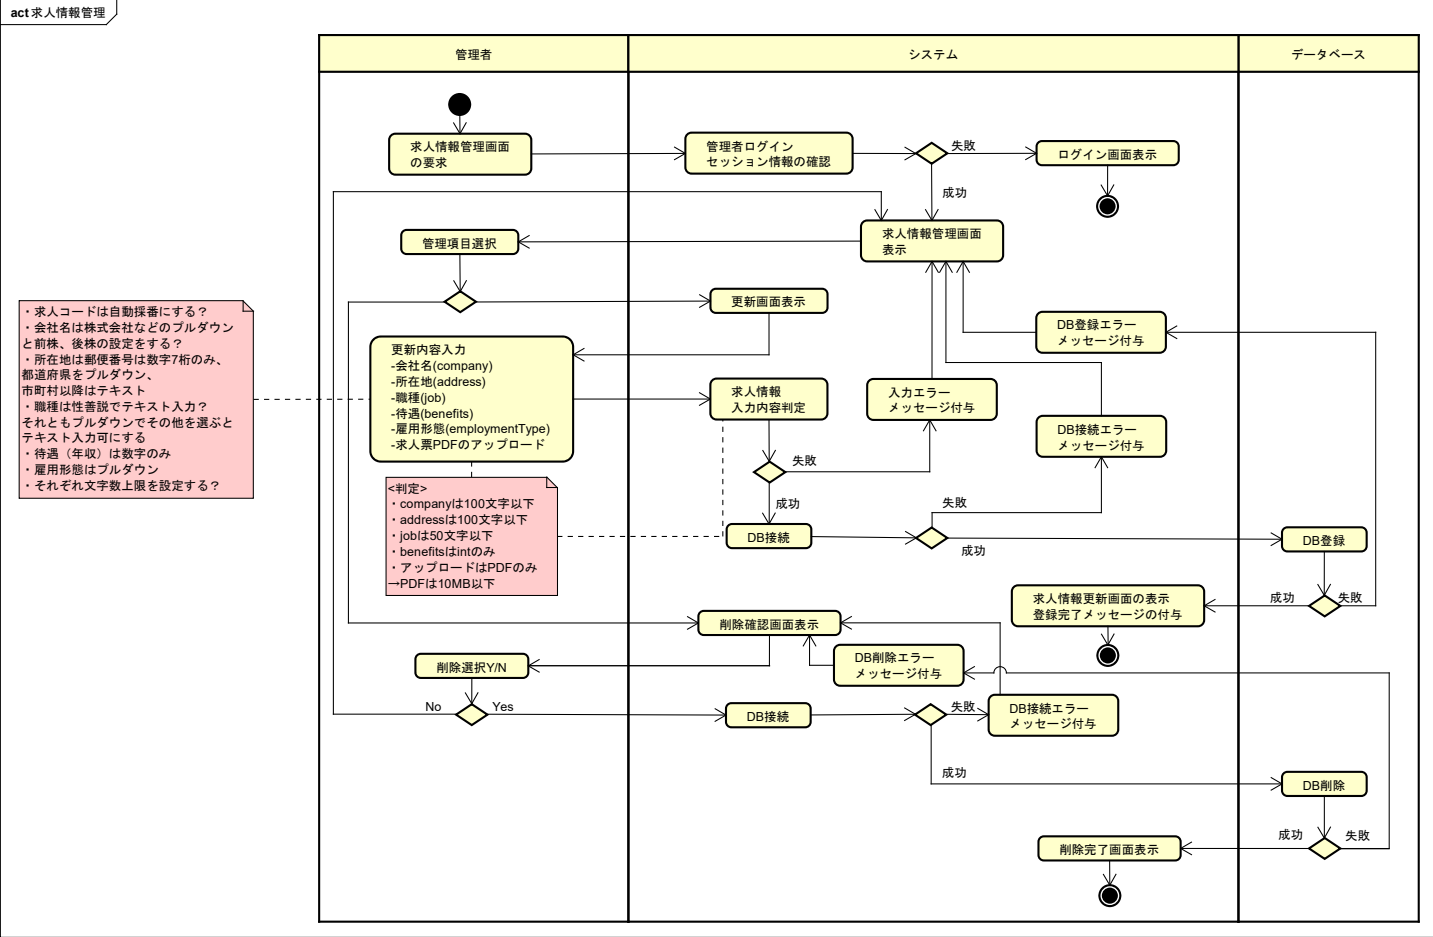 act 求人情報管理
管理者
システム
データベース
求人情報管理画面
の要求
管理者ログイン
セッション情報の確認
失敗
ログイン画面表示
成功
求人情報管理画面
表示
管理項目選択
更新画面表示
・求人コードは自動採番にする？
・会社名は株式会社などのプルダウン
と前株、後株の設定をする？
・所在地は郵便番号は数字7桁のみ、
都道府県をプルダウン、
市町村以降はテキスト
・職種は性善説でテキスト入力？
それともプルダウンでその他を選ぶと
テキスト入力可にする
・待遇（年収）は数字のみ
・雇用形態はプルダウン
・それぞれ文字数上限を設定する？
更新内容入力
-会社名(company)
-所在地(address)
-職種(job)
-待遇(benefits)
-雇用形態(employmentType)
-求人票PDFのアップロード
求人情報
入力内容判定
入力エラー
メッセージ付与
DB登録エラー
メッセージ付与
DB接続エラー
メッセージ付与
失敗
成功
<判定>
・companyは100文字以下
・addressは100文字以下
・jobは50文字以下
・benefitsはintのみ
・アップロードはPDFのみ
→PDFは10MB以下
DB接続
失敗
成功
DB登録
成功
失敗
求人情報更新画面の表示
登録完了メッセージの付与
削除確認画面表示
削除選択Y/N
DB削除エラー
メッセージ付与
No
Yes
DB接続
失敗
DB接続エラー
メッセージ付与
成功
DB削除
成功
失敗
削除完了画面表示